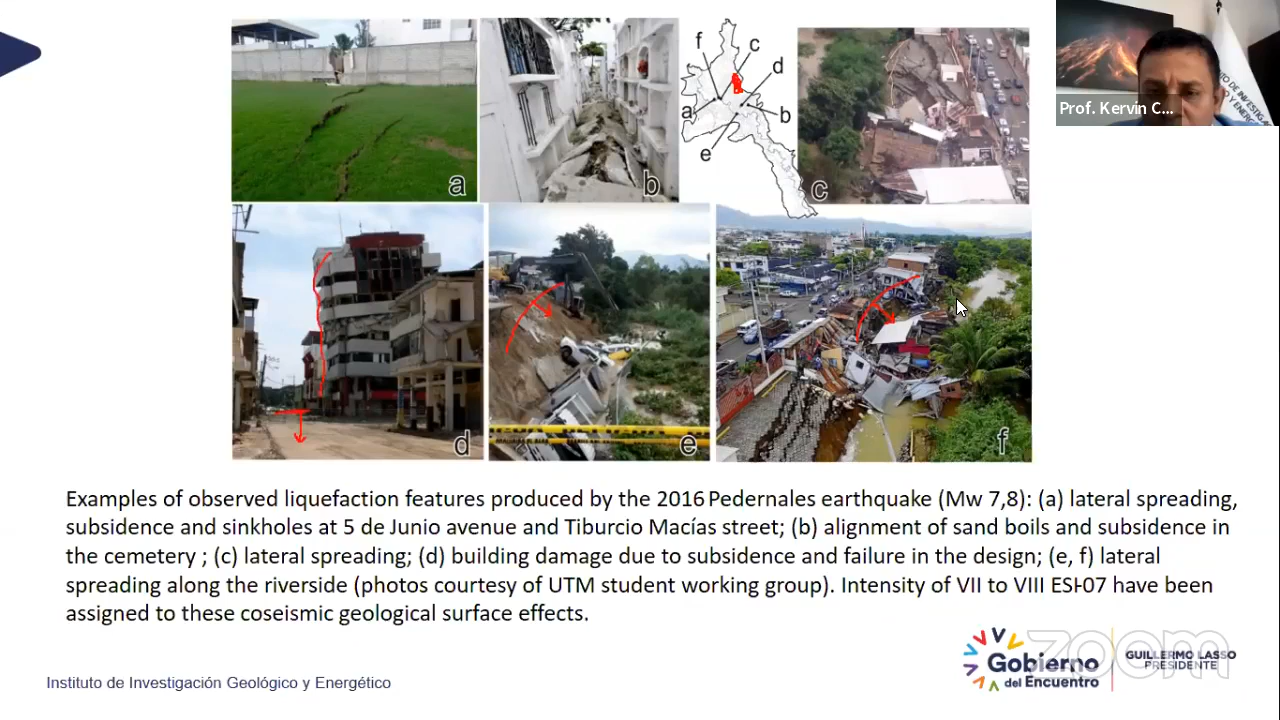 Prof. Kervin C...
f
c
d
a
b
e
a
b
c
d
e
f
Examples of observed liquefaction features produced by the 2016 Pedernales earthquake (Mw 7,8): (a) lateral spreading,
subsidence and sinkholes at 5 de Junio avenue and Tiburcio Macías street; (b) alignment of sand boils and subsidence in
the cemetery ; (c) lateral spreading; (d) building damage due to subsidence and failure in the design; (e, f) lateral
spreading along the riverside (photos courtesy of UTM student working group). Intensity of VII to VIII ESI-07 have been
assigned to these coseismic geological surface effects.
zoom
Gobierno
del Encuentro
GUILLERMO LASSO
PRESIDENTE
Instituto de Investigación Geológico y Energético